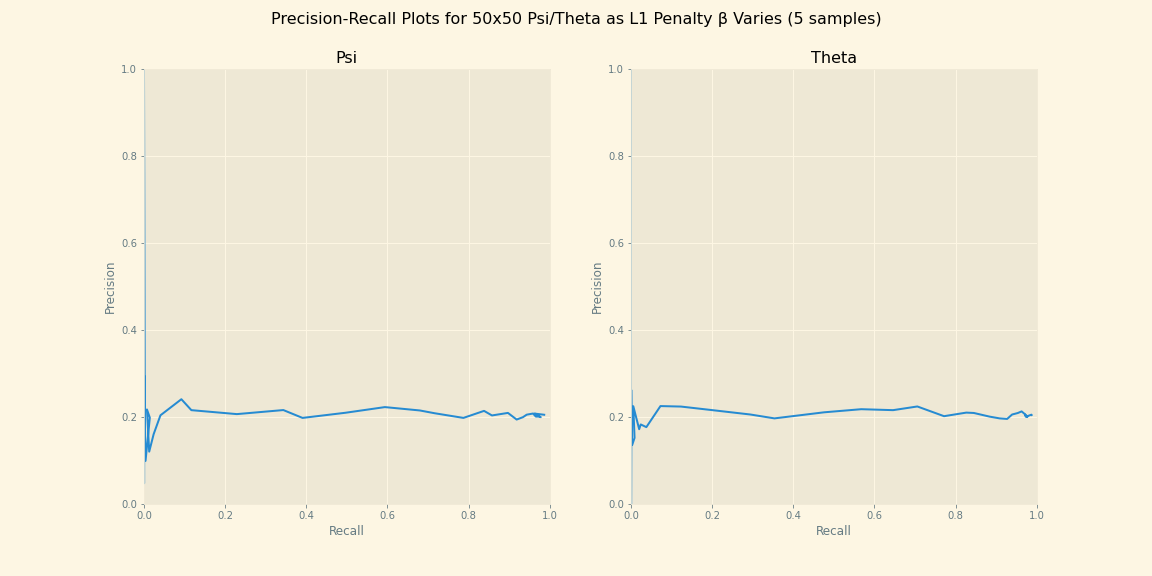 Precision-Recall Plots for 50x50 Psi/Theta as L1 Penalty β Varies (5 samples)
Psi
1.0
0.8
0.6
0.4
0.2
0.0
Precision
0.0 0.2 0.4 0.6 0.8 1.0
Recall
Theta
1.0
0.8
0.6
0.4
0.2
0.0
Precision
0.0 0.2 0.4 0.6 0.8 1.0
Recall